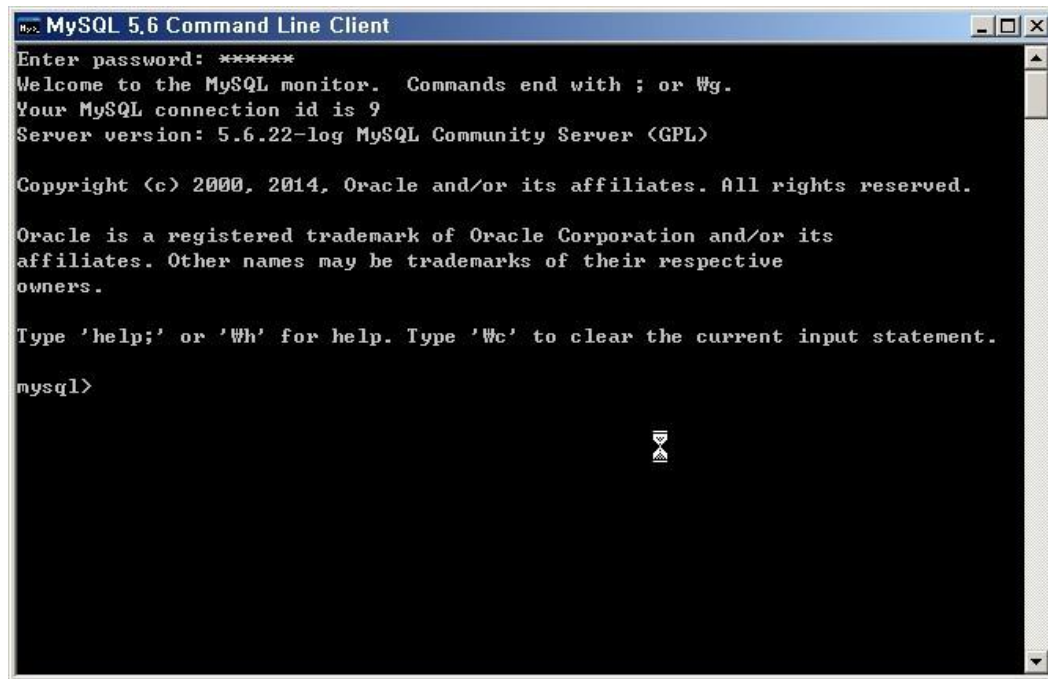 MySQL 5.6 Command Line Client
Enter password: ******
Welcome to the MySQL monitor.  Commands end with ; or ₩g.
Your MySQL connection id is 9
Server version: 5.6.22-log MySQL Community Server (GPL)
Copyright (c) 2000, 2014, Oracle and/or its affiliates. All rights reserved.
Oracle is a registered trademark of Oracle Corporation and/or its
affiliates. Other names may be trademarks of their respective
owners.
Type 'help;' or '₩h' for help. Type '₩c' to clear the current input statement.
mysql>